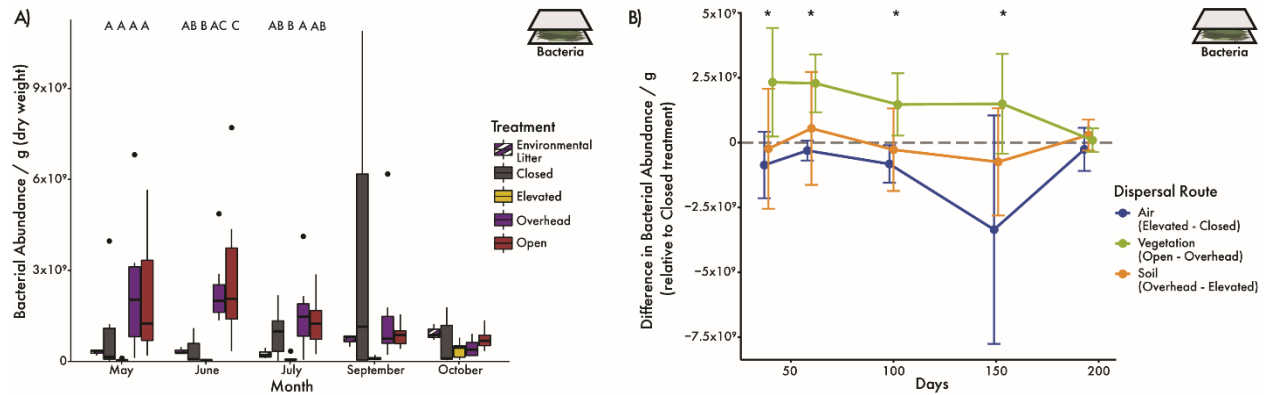 A)
A A A A
AB B AC C
AB B A AB
Bacteria
Bacterial Abundance / g (dry weight)
9x10⁹
6x10⁹
3x10⁹
0
May
June
July
September
October
Month
Treatment
Environmental
Litter
Closed
Elevated
Overhead
Open
B)
* * * *
Bacteria
Difference in Bacterial Abundance / g
(relative to Closed treatment)
5x10⁹
2.5x10⁹
0
−2.5x10⁹
−5x10⁹
−7.5x10⁹
50
100
150
200
Days
Dispersal Route
Air
(Elevated - Closed)
Vegetation
(Open - Overhead)
Soil
(Overhead - Elevated)